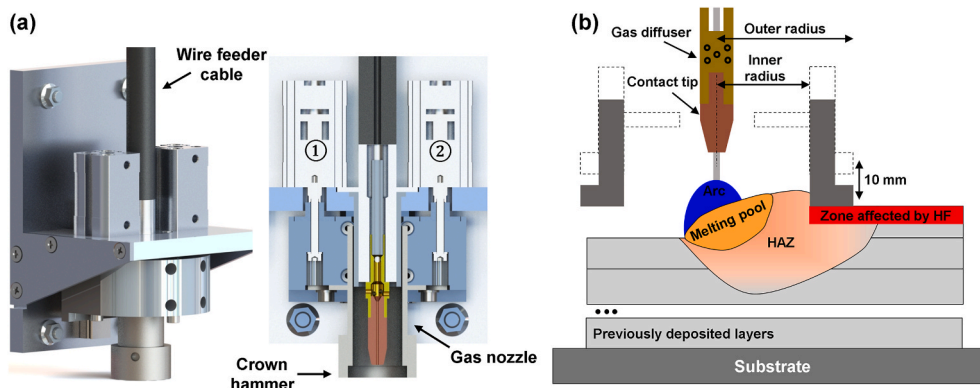 (a)
Wire feeder
cable
①
②
Gas nozzle
Crown
hammer
(b)
Gas diffuser
Outer radius
Inner
radius
Contact tip
10 mm
Arc
Melting pool
HAZ
Zone affected by HF
•••
Previously deposited layers
Substrate